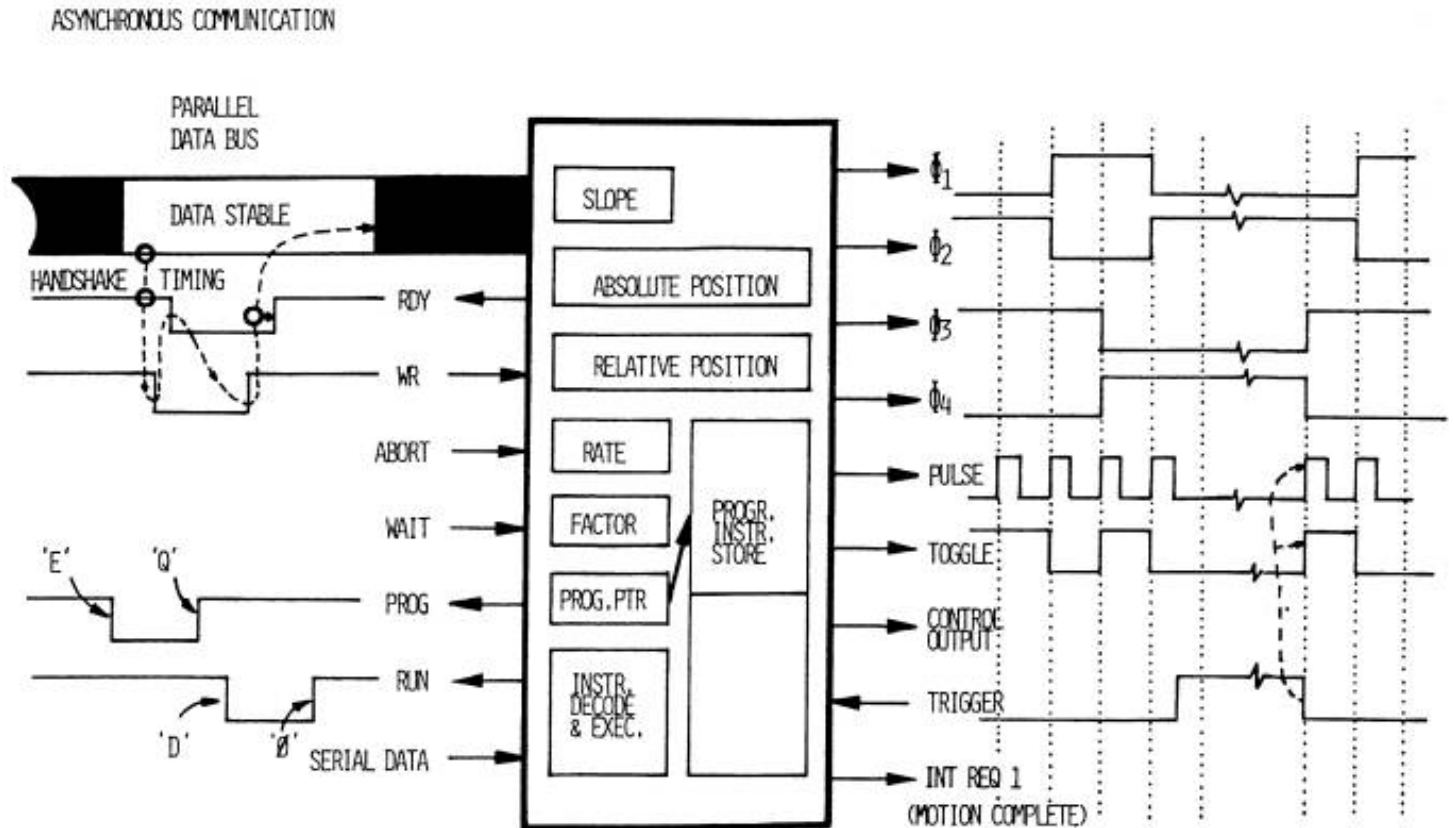 ASYNCHRONOUS COMMUNICATION
PARALLEL
DATA BUS
DATA STABLE
HANDSHAKE TIMING
RDY
WR
ABORT
WAIT
'E'
'Q'
PROG
RUN
'D'
'Ø'
SERIAL DATA
SLOPE
ABSOLUTE POSITION
RELATIVE POSITION
RATE
FACTOR
PROG.PTR
INSTR.
DECODE
& EXEC.
PROGR.
INSTR.
STORE
Φ1
Φ2
Φ3
Φ4
PULSE
TOGGLE
CONTROL
OUTPUT
TRIGGER
INT REQ 1
(MOTION COMPLETE)